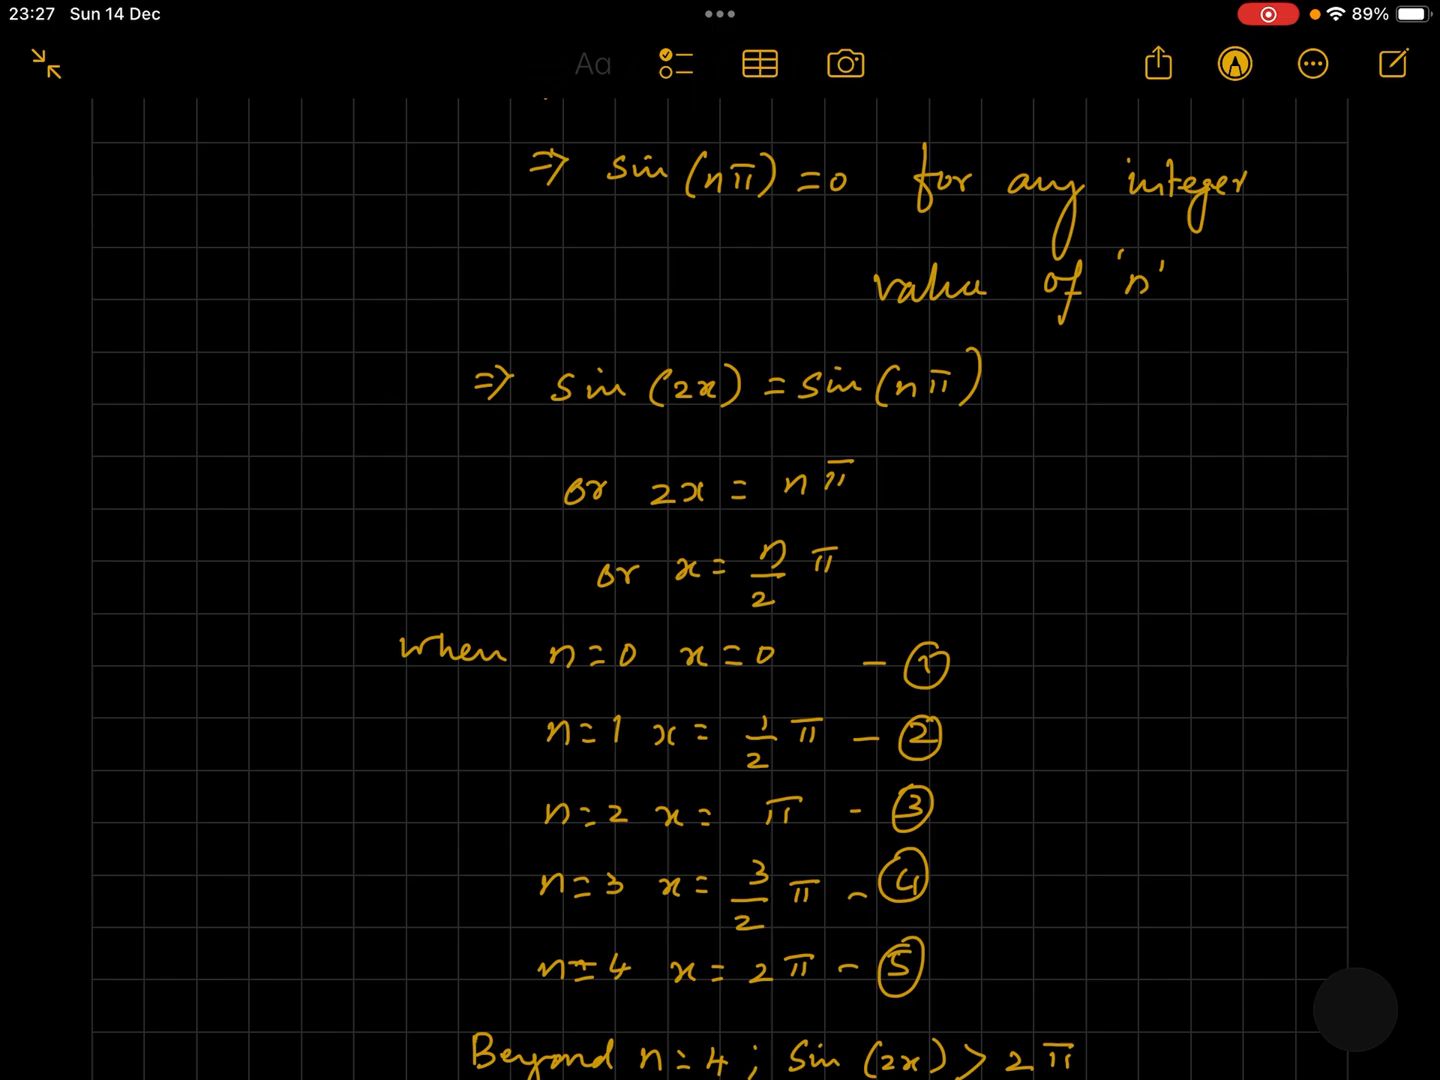 23:27 Sun 14 Dec 89%
Aa
⇒ sin (nπ) = 0 for any integer
value of 'n'
⇒ sin (2x) = sin (nπ)
or 2x = nπ
or x = n/2 π
when n=0 x=0 - ①
n=1 x= 1/2 π - ②
n=2 x= π - ③
n=3 x= 3/2 π - ④
n=4 x= 2π - ⑤
Beyond n=4; Sin (2x) > 2π